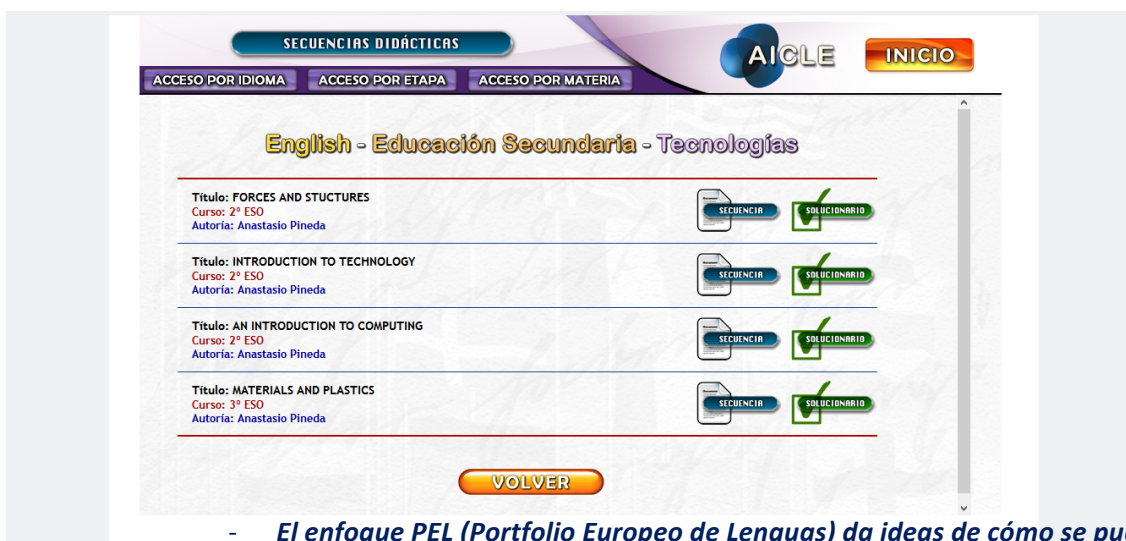 SECUENCIAS DIDÁCTICAS
AICLE
INICIO
ACCESO POR IDIOMA ACCESO POR ETAPA ACCESO POR MATERIA
English - Educación Secundaria - Tecnologías
Título: FORCES AND STUCTURES
Curso: 2º ESO
Autoría: Anastasio Pineda
SECUENCIA SOLUCIONARIO
Título: INTRODUCTION TO TECHNOLOGY
Curso: 2º ESO
Autoría: Anastasio Pineda
SECUENCIA SOLUCIONARIO
Título: AN INTRODUCTION TO COMPUTING
Curso: 2º ESO
Autoría: Anastasio Pineda
SECUENCIA SOLUCIONARIO
Título: MATERIALS AND PLASTICS
Curso: 3º ESO
Autoría: Anastasio Pineda
SECUENCIA SOLUCIONARIO
VOLVER
- El enfoque PEL (Portfolio Europeo de Lenguas) da ideas de cómo se